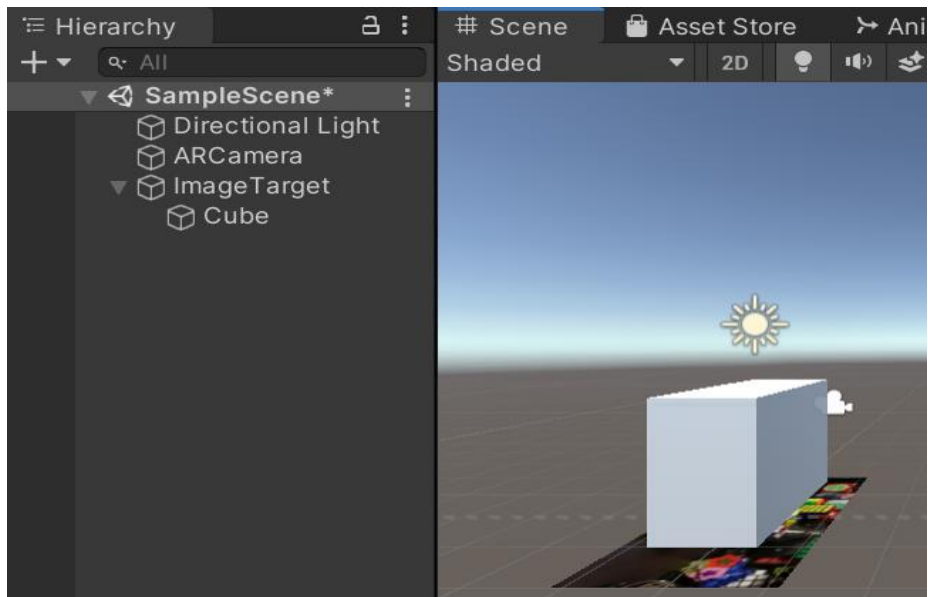 Hierarchy
All
SampleScene*
Directional Light
ARCamera
ImageTarget
Cube
Scene
Asset Store
Ani
Shaded
2D